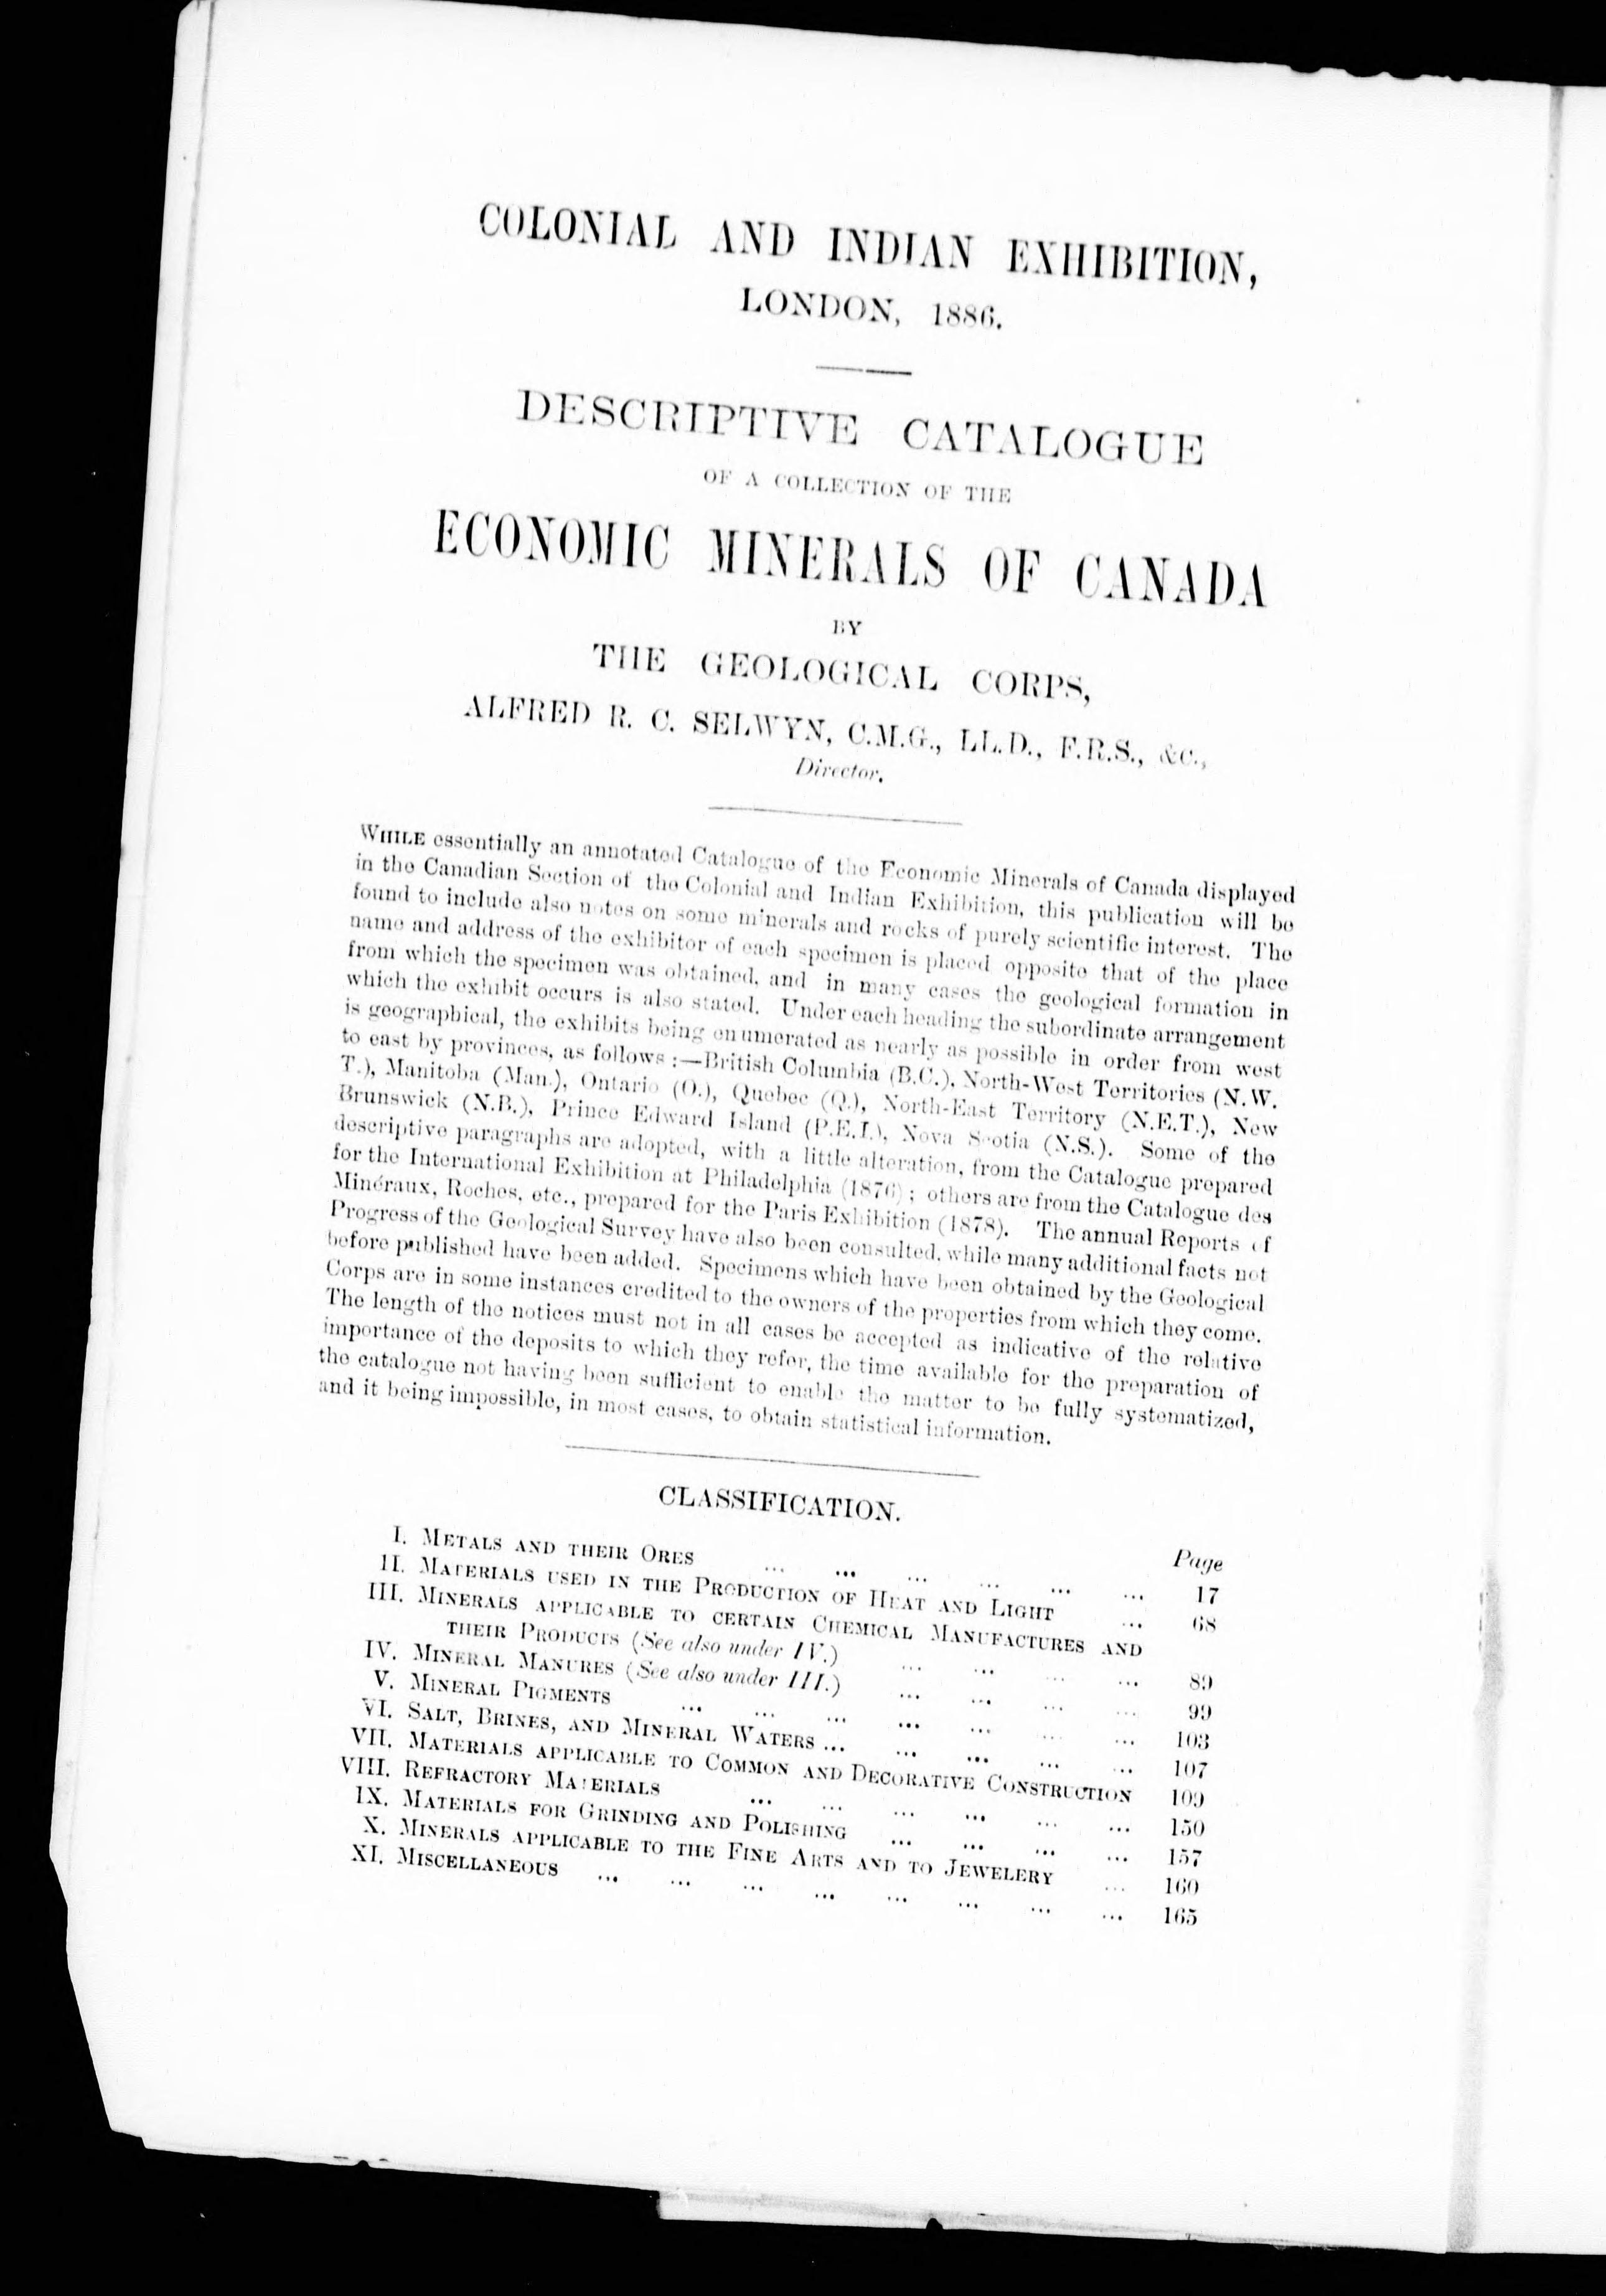 COLONIAL AND INDIAN EXHIBITION,
LONDON, 1886.
DESCRIPTIVE CATALOGUE
OF A COLLECTION OF THE
ECONOMIC MINERALS OF CANADA
BY
THE GEOLOGICAL CORPS,
ALFRED R. C. SELWYN, C.M.G., LL.D., F.R.S., &c.,
Director.
WHILE essentially an annotated Catalogue of the Economic Minerals of Canada displayed
in the Canadian Section of the Colonial and Indian Exhibition, this publication will be
found to include also notes on some minerals and rocks of purely scientific interest. The
name and address of the exhibitor of each specimen is placed opposite that of the place
from which the specimen was obtained, and in many cases the geological formation in
which the exhibit occurs is also stated. Under each heading the subordinate arrangement
is geographical, the exhibits being enumerated as nearly as possible in order from west
to east by provinces, as follows :—British Columbia (B.C.), North-West Territories (N.W.
T.), Manitoba (Man.), Ontario (O.), Quebec (Q.), North-East Territory (N.E.T.), New
Brunswick (N.B.), Prince Edward Island (P.E.I.), Nova Scotia (N.S.). Some of the
descriptive paragraphs are adopted, with a little alteration, from the Catalogue prepared
for the International Exhibition at Philadelphia (1876) ; others are from the Catalogue des
Minéraux, Roches, etc., prepared for the Paris Exhibition (1878). The annual Reports of
Progress of the Geological Survey have also been consulted, while many additional facts not
before published have been added. Specimens which have been obtained by the Geological
Corps are in some instances credited to the owners of the properties from which they come.
The length of the notices must not in all cases be accepted as indicative of the relative
importance of the deposits to which they refer, the time available for the preparation of
the catalogue not having been sufficient to enable the matter to be fully systematized,
and it being impossible, in most cases, to obtain statistical information.
CLASSIFICATION.
Page
I. METALS AND THEIR ORES ... ... ... ... ... ... 17
II. MATERIALS USED IN THE PRODUCTION OF HEAT AND LIGHT ... 68
III. MINERALS APPLICABLE TO CERTAIN CHEMICAL MANUFACTURES AND
THEIR PRODUCTS (See also under IV.) ... ... ... ... 89
IV. MINERAL MANURES (See also under III.) ... ... ... ... 99
V. MINERAL PIGMENTS ... ... ... ... ... ... ... 103
VI. SALT, BRINES, AND MINERAL WATERS ... ... ... ... ... 107
VII. MATERIALS APPLICABLE TO COMMON AND DECORATIVE CONSTRUCTION 109
VIII. REFRACTORY MATERIALS ... ... ... ... ... ... 150
IX. MATERIALS FOR GRINDING AND POLISHING ... ... ... ... 157
X. MINERALS APPLICABLE TO THE FINE ARTS AND TO JEWELERY ... 160
XI. MISCELLANEOUS ... ... ... ... ... ... ... ... 165